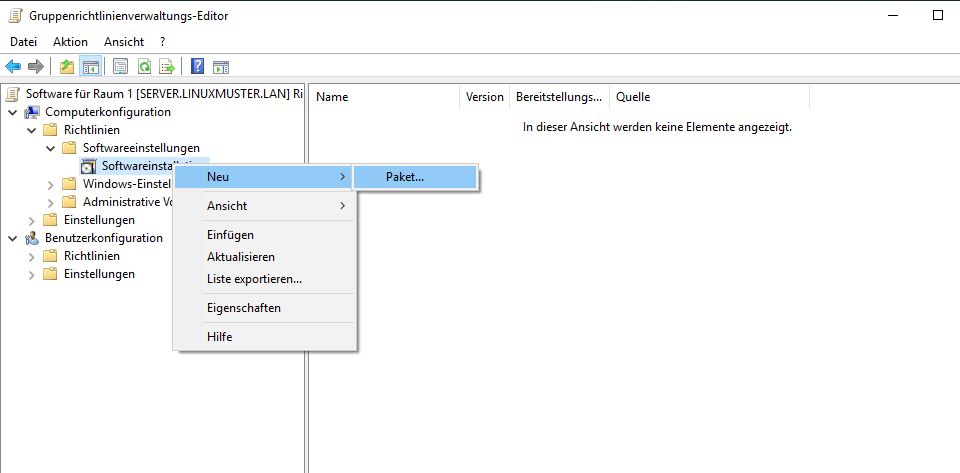 Gruppenrichtlinienverwaltungs-Editor
Datei Aktion Ansicht ?
Software für Raum 1 [SERVER.LINUXMUSTER.LAN] Ri
Name Version Bereitstellungs... Quelle
Computerkonfiguration
In dieser Ansicht werden keine Elemente angezeigt.
Richtlinien
Softwareeinstellungen
Softwareinstallation
Windows-Einstel
Administrative Vo
Einstellungen
Benutzerkonfiguration
Richtlinien
Einstellungen
Neu
Paket...
Ansicht
Einfügen
Aktualisieren
Liste exportieren...
Eigenschaften
Hilfe